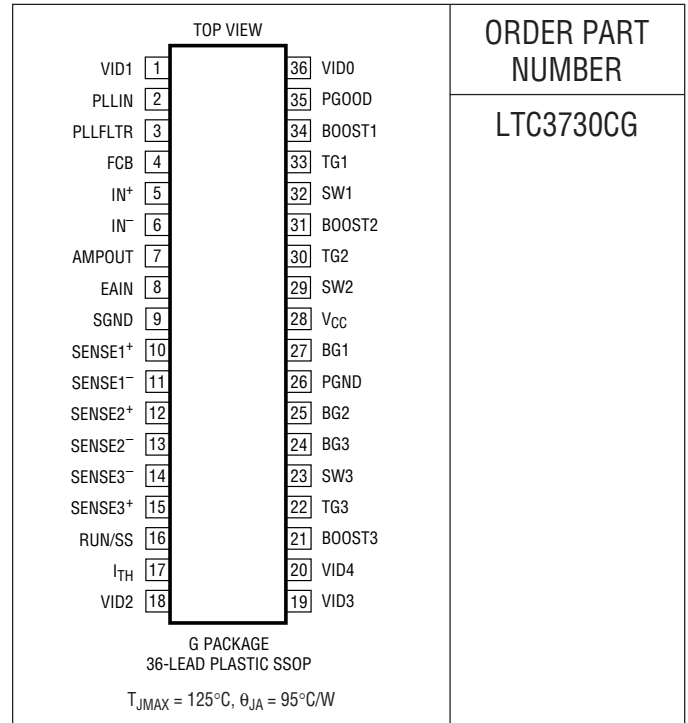 TOP VIEW
VID1 1 36 VID0
PLLIN 2 35 PGOOD
PLLFLTR 3 34 BOOST1
FCB 4 33 TG1
IN+ 5 32 SW1
IN– 6 31 BOOST2
AMPOUT 7 30 TG2
EAIN 8 29 SW2
SGND 9 28 VCC
SENSE1+ 10 27 BG1
SENSE1– 11 26 PGND
SENSE2+ 12 25 BG2
SENSE2– 13 24 BG3
SENSE3– 14 23 SW3
SENSE3+ 15 22 TG3
RUN/SS 16 21 BOOST3
ITH 17 20 VID4
VID2 18 19 VID3
G PACKAGE
36-LEAD PLASTIC SSOP
TJMAX = 125°C, θJA = 95°C/W
ORDER PART
NUMBER
LTC3730CG